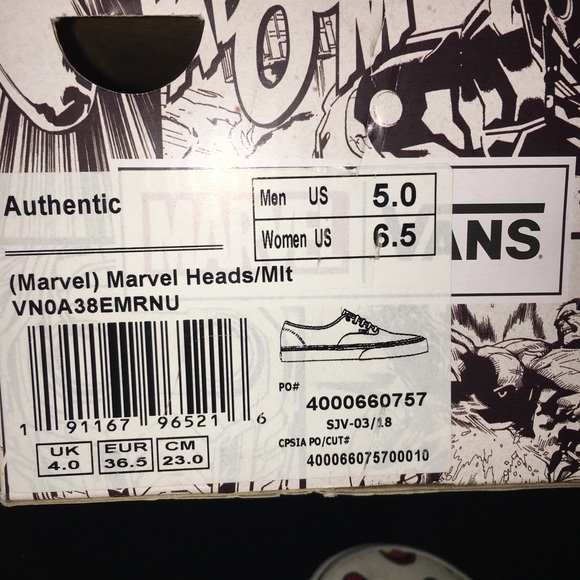 Authentic
Men US 5.0
Women US 6.5
MARVEL
VANS
(Marvel) Marvel Heads/Mlt
VN0A38EMRNU
1 91167 96521 6
UK 4.0
EUR 36.5
CM 23.0
PO#
4000660757
SJV-03/18
CPSIA PO/CUT#
400066075700010